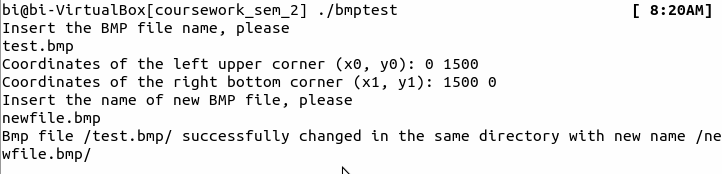 bi@bi-VirtualBox[coursework_sem_2] ./bmptest [ 8:20AM]
Insert the BMP file name, please
test.bmp
Coordinates of the left upper corner (x0, y0): 0 1500
Coordinates of the right bottom corner (x1, y1): 1500 0
Insert the name of new BMP file, please
newfile.bmp
Bmp file /test.bmp/ successfully changed in the same directory with new name /ne
wfile.bmp/